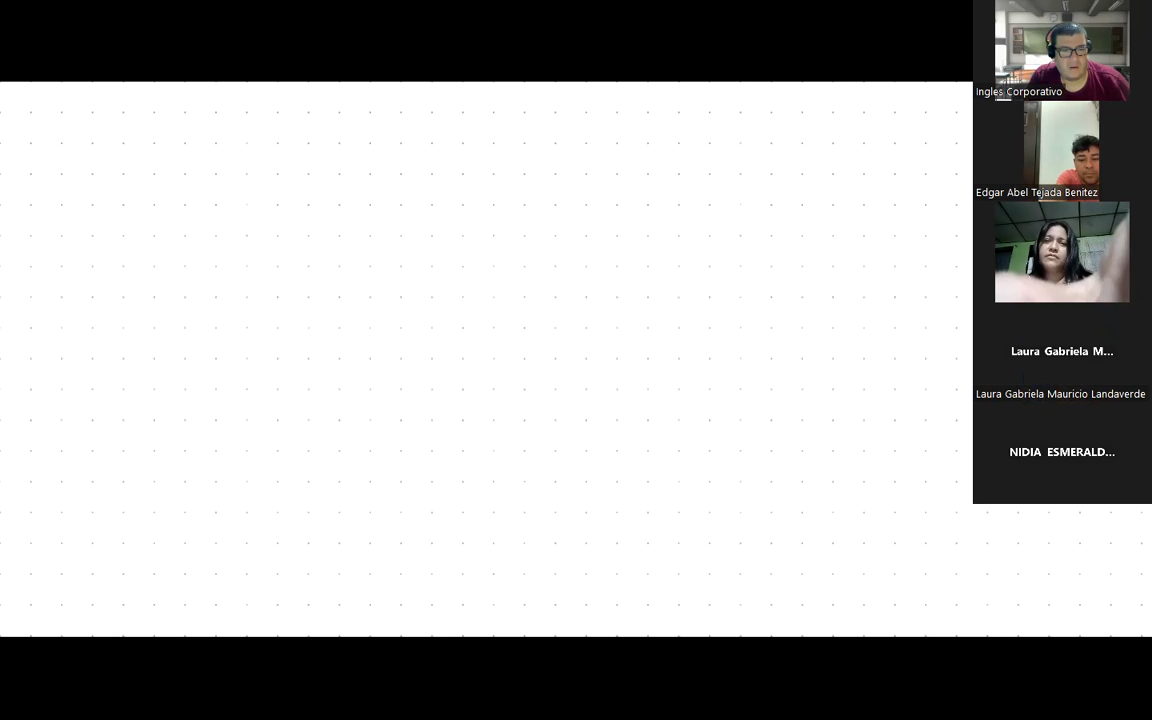 Ingles Corporativo
Edgar Abel Tejada Benitez
Laura Gabriela M...
Laura Gabriela Mauricio Landaverde
NIDIA ESMERALD...